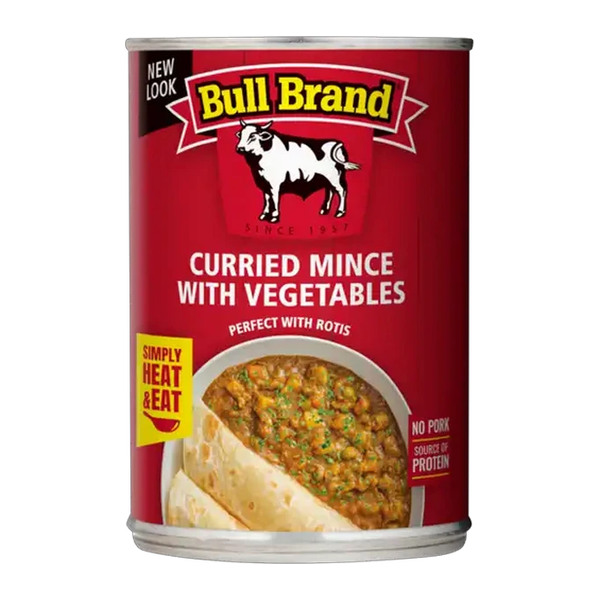 NEW
LOOK
Bull Brand
SINCE 1957
CURRIED MINCE
WITH VEGETABLES
PERFECT WITH ROTIS
SIMPLY
HEAT
& EAT
NO PORK
SOURCE OF
PROTEIN